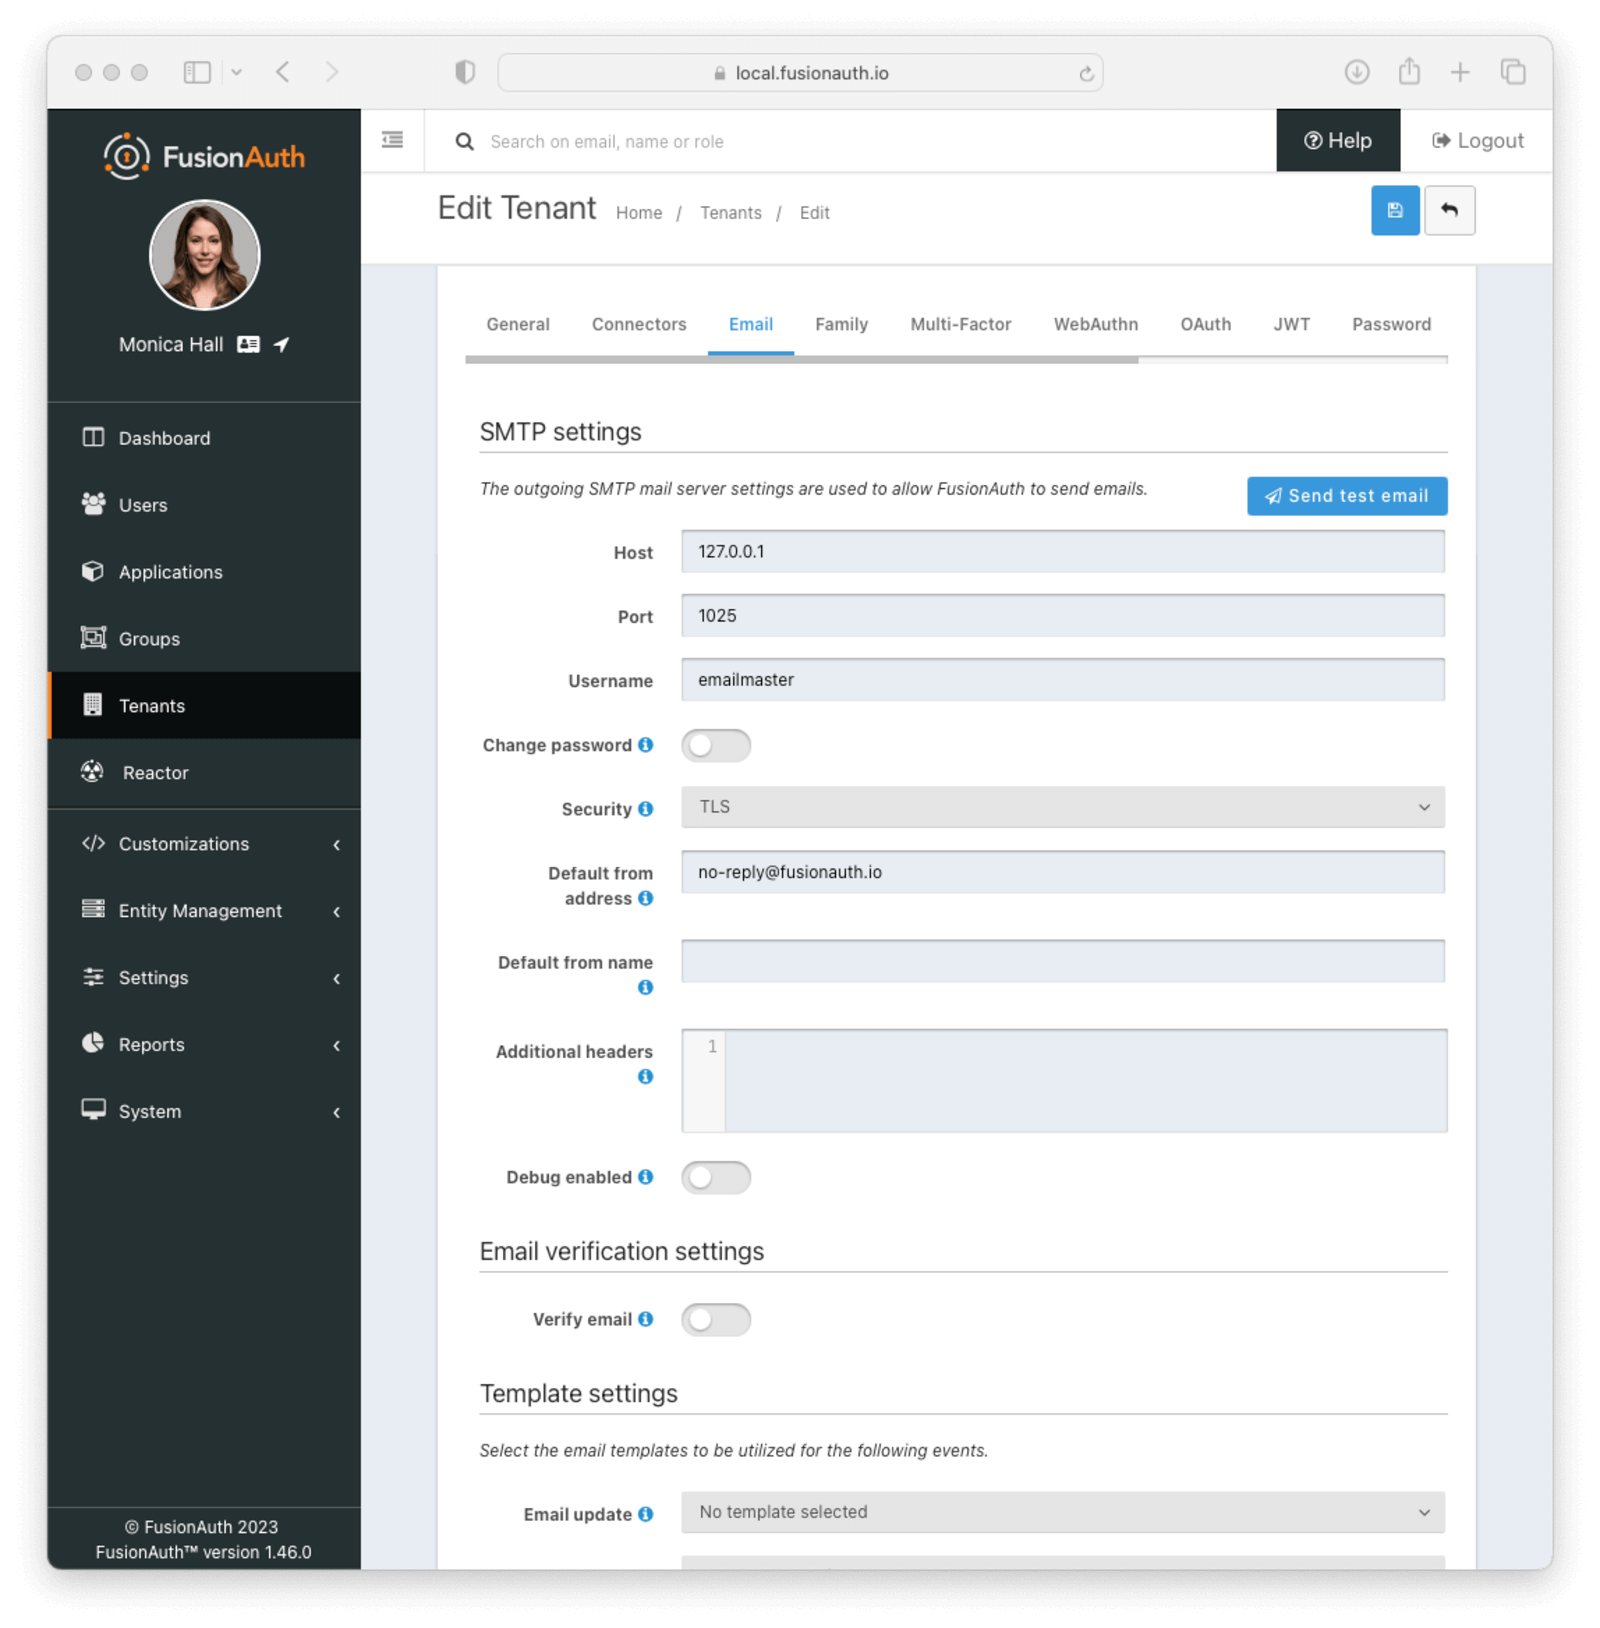 local.fusionauth.io
FusionAuth
Search on email, name or role
Help
Logout
Edit Tenant
Home / Tenants / Edit
Monica Hall
Dashboard
Users
Applications
Groups
Tenants
Reactor
Customizations
Entity Management
Settings
Reports
System
© FusionAuth 2023
FusionAuth™ version 1.46.0
General Connectors Email Family Multi-Factor WebAuthn OAuth JWT Password
SMTP settings
The outgoing SMTP mail server settings are used to allow FusionAuth to send emails.
Send test email
Host 127.0.0.1
Port 1025
Username emailmaster
Change password
Security TLS
Default from address no-reply@fusionauth.io
Default from name
Additional headers 1
Debug enabled
Email verification settings
Verify email
Template settings
Select the email templates to be utilized for the following events.
Email update No template selected